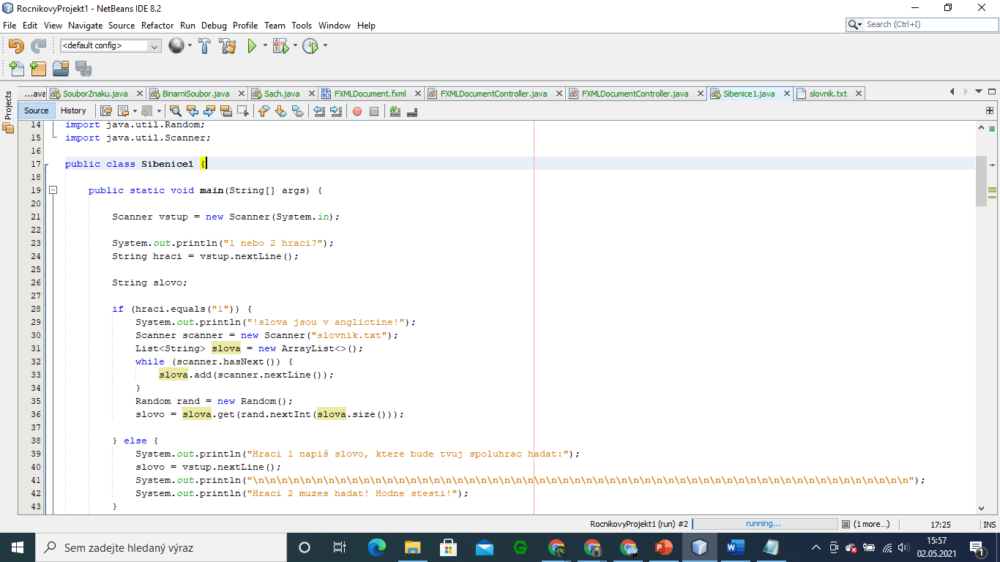 RocnikovyProjekt1 - NetBeans IDE 8.2
File Edit View Navigate Source Refactor Run Debug Profile Team Tools Window Help
Search (Ctrl+I)
<default config>
Projects
...ava SouborZnaku.java BinarniSoubor.java Sach.java FXMLDocument.fxml FXMLDocumentController.java FXMLDocumentController.java Sibenice1.java slovnik.txt
Source History
14 import java.util.Random;
15 import java.util.Scanner;
16
17 public class Sibenice1 {
18
19 public static void main(String[] args) {
20
21 Scanner vstup = new Scanner(System.in);
22
23 System.out.println("1 nebo 2 hraci?");
24 String hraci = vstup.nextLine();
25
26 String slovo;
27
28 if (hraci.equals("1")) {
29 System.out.println("!slova jsou v anglictine!");
30 Scanner scanner = new Scanner("slovnik.txt");
31 List<String> slova = new ArrayList<>();
32 while (scanner.hasNext()) {
33 slova.add(scanner.nextLine());
34 }
35 Random rand = new Random();
36 slovo = slova.get(rand.nextInt(slova.size()));
37
38 } else {
39 System.out.println("Hraci 1 napiš slovo, ktere bude tvuj spoluhrac hadat:");
40 slovo = vstup.nextLine();
41 System.out.println("\n\n\n\n\n\n\n\n\n\n\n\n\n\n\n\n\n\n\n\n\n\n\n\n\n\n\n\n\n\n\n\n\n\n\n\n\n\n\n\n\n\n\n\n\n\n\n\n\n\n\n\n\n\n\n\n");
42 System.out.println("Hraci 2 muzes hadat! Hodne stesti!");
43 }
RocnikovyProjekt1 (run) #2 running... (1 more...) 17:25 INS
Sem zadejte hledaný výraz
15:57
02.05.2021
1